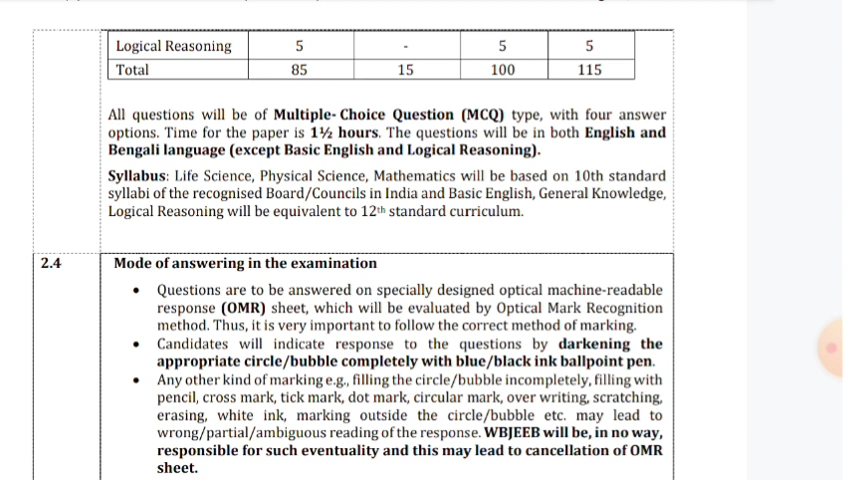 Logical Reasoning 5 - 5 5
Total 85 15 100 115
All questions will be of Multiple- Choice Question (MCQ) type, with four answer
options. Time for the paper is 1½ hours. The questions will be in both English and
Bengali language (except Basic English and Logical Reasoning).
Syllabus: Life Science, Physical Science, Mathematics will be based on 10th standard
syllabi of the recognised Board/Councils in India and Basic English, General Knowledge,
Logical Reasoning will be equivalent to 12th standard curriculum.
2.4 Mode of answering in the examination
• Questions are to be answered on specially designed optical machine-readable
response (OMR) sheet, which will be evaluated by Optical Mark Recognition
method. Thus, it is very important to follow the correct method of marking.
• Candidates will indicate response to the questions by darkening the
appropriate circle/bubble completely with blue/black ink ballpoint pen.
• Any other kind of marking e.g., filling the circle/bubble incompletely, filling with
pencil, cross mark, tick mark, dot mark, circular mark, over writing, scratching,
erasing, white ink, marking outside the circle/bubble etc. may lead to
wrong/partial/ambiguous reading of the response. WBJEEB will be, in no way,
responsible for such eventuality and this may lead to cancellation of OMR
sheet.